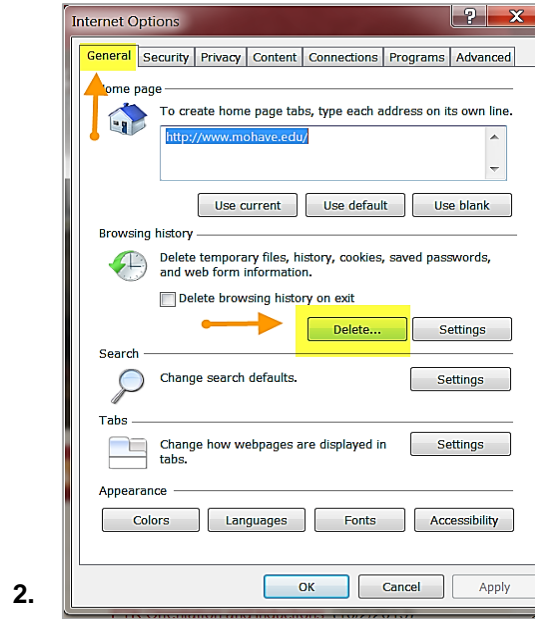 Internet Options
General Security Privacy Content Connections Programs Advanced
Home page
To create home page tabs, type each address on its own line.
http://www.mohave.edu/
Use current Use default Use blank
Browsing history
Delete temporary files, history, cookies, saved passwords,
and web form information.
Delete browsing history on exit
Delete... Settings
Search
Change search defaults.
Settings
Tabs
Change how webpages are displayed in
tabs.
Settings
Appearance
Colors Languages Fonts Accessibility
OK Cancel Apply
2.